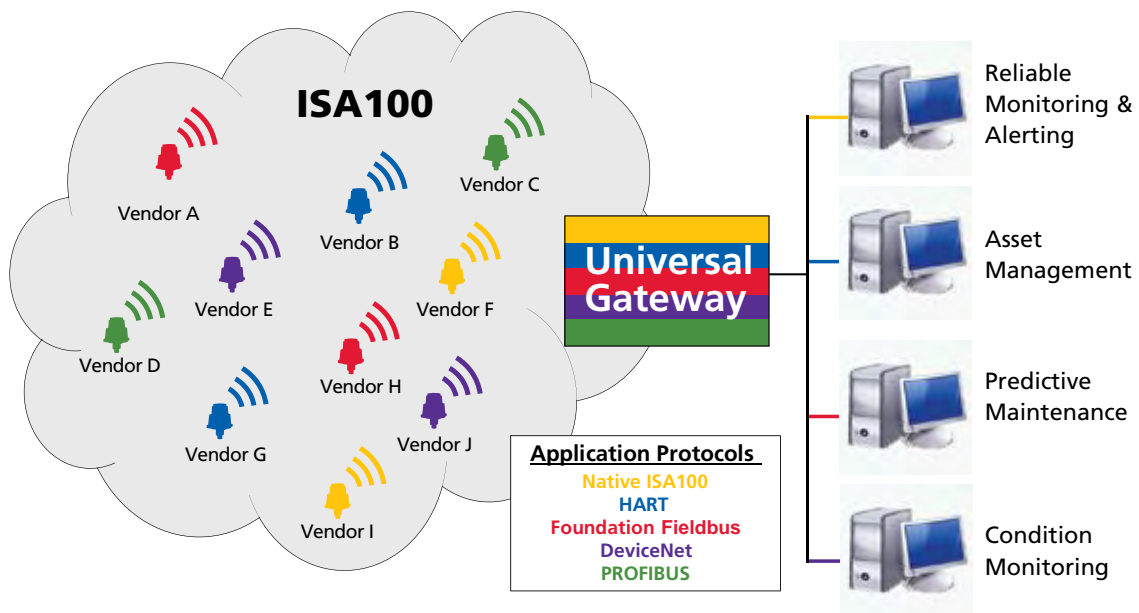 ISA100
Vendor A
Vendor B
Vendor C
Vendor E
Vendor F
Vendor D
Vendor H
Vendor G
Vendor J
Vendor I
Universal
Gateway
Application Protocols
Native ISA100
HART
Foundation Fieldbus
DeviceNet
PROFIBUS
Reliable
Monitoring &
Alerting
Asset
Management
Predictive
Maintenance
Condition
Monitoring